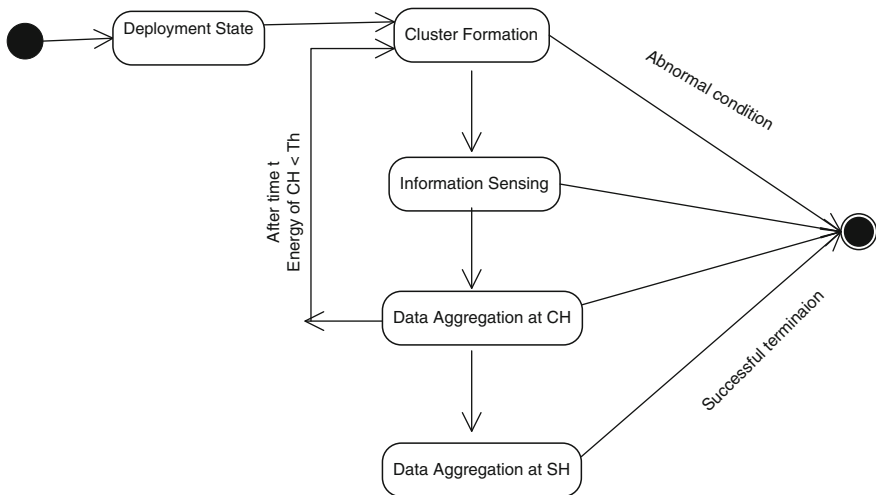 Deployment State
Cluster Formation
Abnormal condition
After time t
Energy of CH < Th
Information Sensing
Data Aggregation at CH
Successful terminaion
Data Aggregation at SH